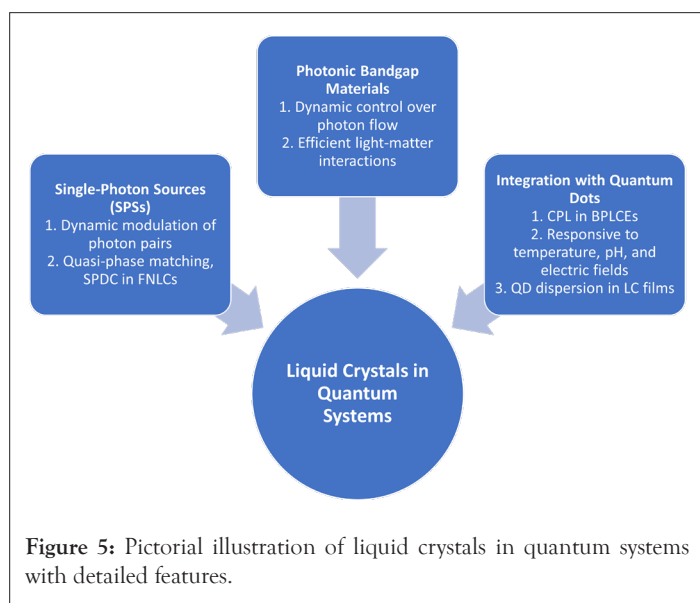 Photonic Bandgap
Materials
1. Dynamic control over
photon flow
2. Efficient light-matter
interactions
Single-Photon Sources
(SPSs)
1. Dynamic modulation of
photon pairs
2. Quasi-phase matching,
SPDC in FNLCs
Integration with Quantum
Dots
1. CPL in BPLCEs
2. Responsive to
temperature, pH, and
electric fields
3. QD dispersion in LC films
Liquid Crystals in
Quantum
Systems
Figure 5: Pictorial illustration of liquid crystals in quantum systems
with detailed features.